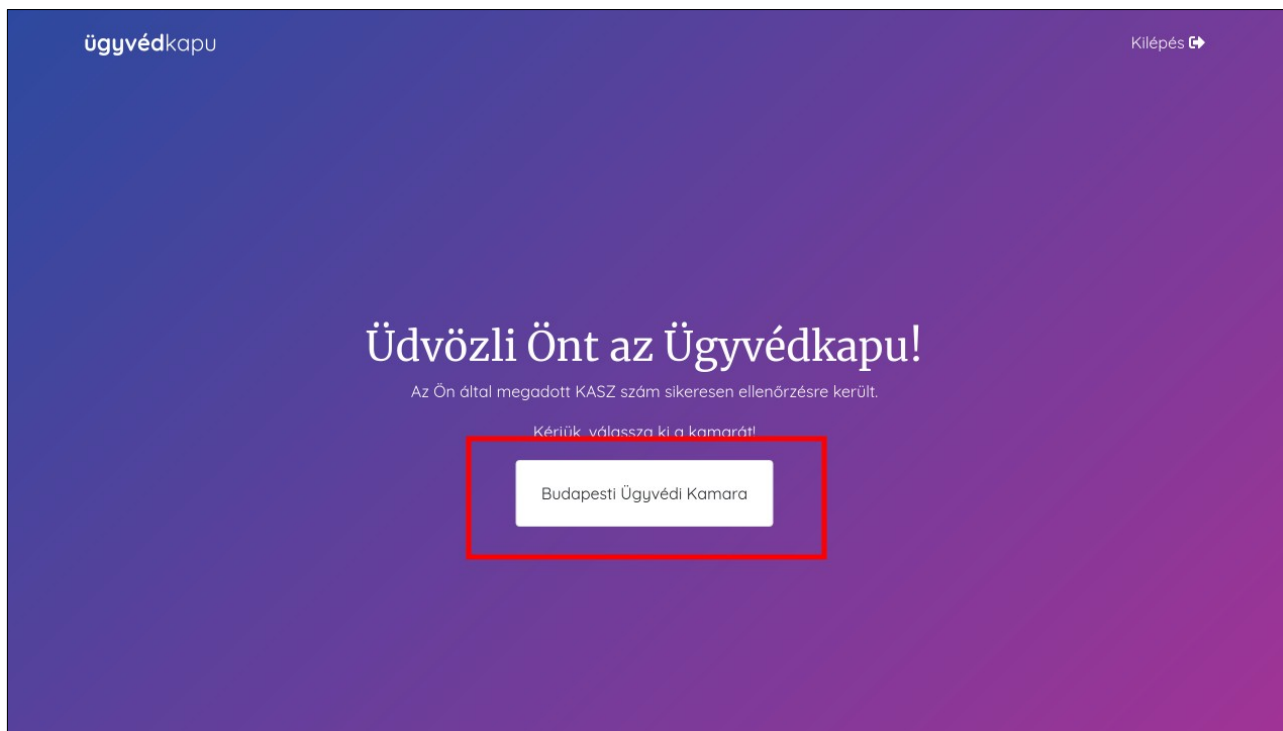 ügyvédkapu
Kilépés
Üdvözli Önt az Ügyvédkapu!
Az Ön által megadott KASZ szám sikeresen ellenőrzésre került.
Kérjük, válassza ki a kamarát!
Budapesti Ügyvédi Kamara